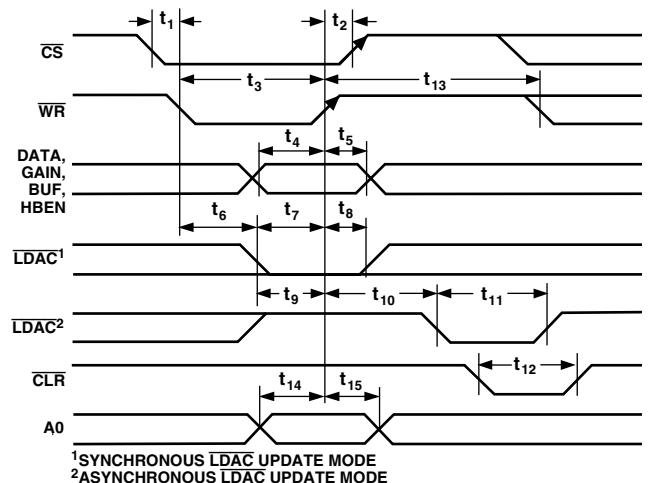 t1
t2
CS
t3
t13
WR
t4
t5
DATA,
GAIN,
BUF,
HBEN
t6
t7
t8
LDAC1
t9
t10
t11
LDAC2
t12
CLR
t14
t15
A0
1SYNCHRONOUS LDAC UPDATE MODE
2ASYNCHRONOUS LDAC UPDATE MODE